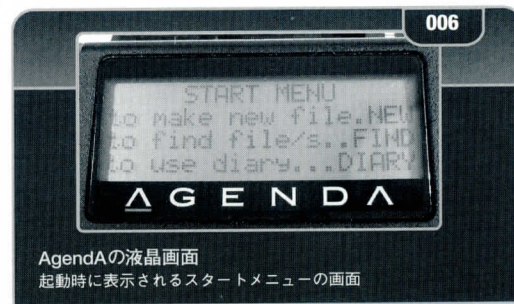 006
START MENU
to make new file.NEW
to find file/s..FIND
to use diary...DIARY
AGENDA
AgendAの液晶画面
起動時に表示されるスタートメニューの画面